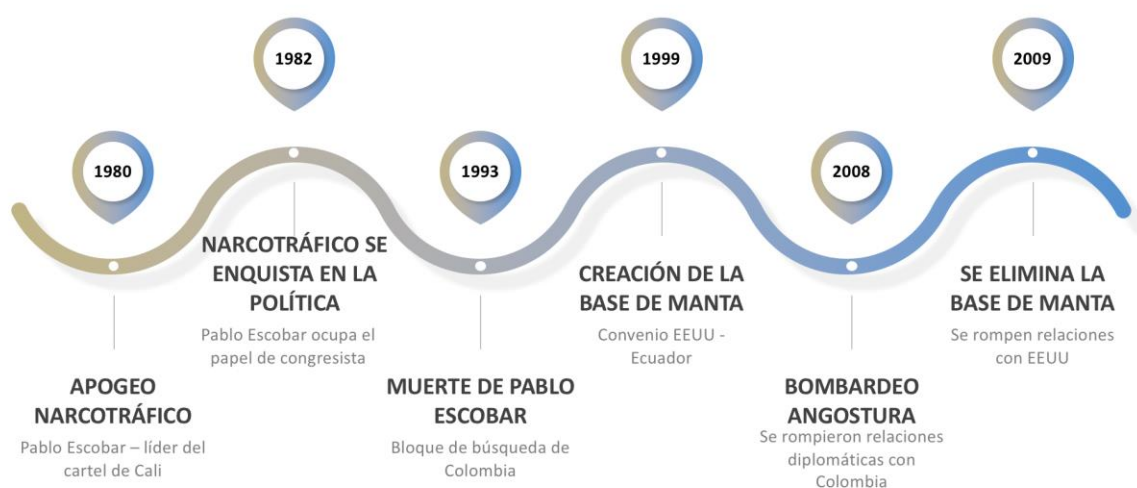 1980
APOGEO
NARCOTRÁFICO
Pablo Escobar – líder del
cartel de Cali
1982
NARCOTRÁFICO SE
ENQUISTA EN LA
POLÍTICA
Pablo Escobar ocupa el
papel de congresista
1993
MUERTE DE PABLO
ESCOBAR
Bloque de búsqueda de
Colombia
1999
CREACIÓN DE LA
BASE DE MANTA
Convenio EEUU -
Ecuador
2008
BOMBARDEO
ANGOSTURA
Se rompieron relaciones
diplomáticas con
Colombia
2009
SE ELIMINA LA
BASE DE MANTA
Se rompen relaciones
con EEUU